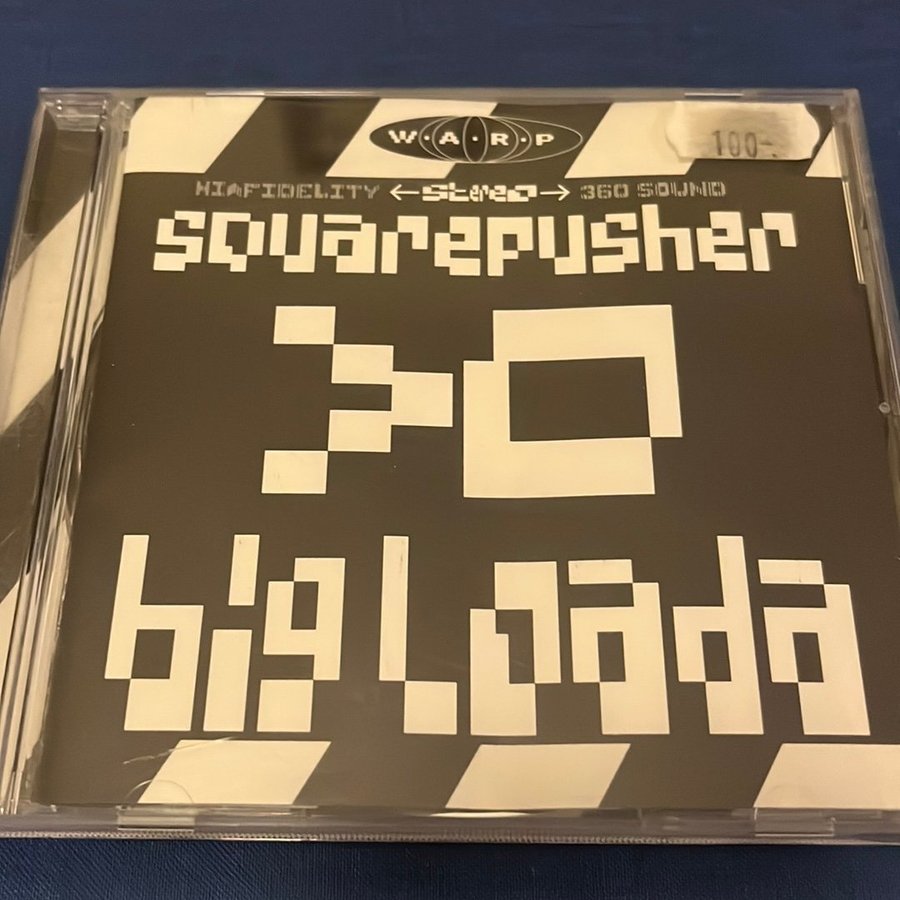 W·A·R·P
100-.
HI-FIDELITY ←stereo→ 360 SOUND
squarepusher
big loada